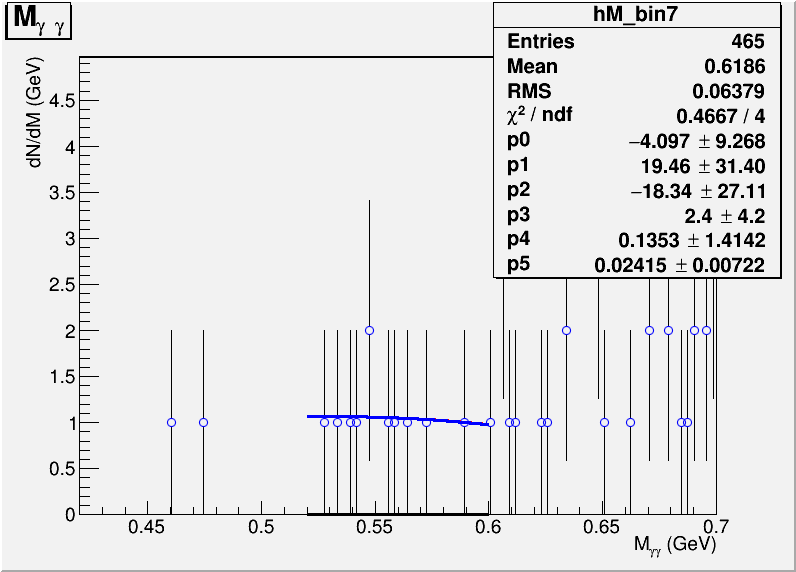 M γ γ
hM_bin7
Entries 465
Mean 0.6186
RMS 0.06379
χ² / ndf 0.4667 / 4
p0 −4.097 ± 9.268
p1 19.46 ± 31.40
p2 −18.34 ± 27.11
p3 2.4 ± 4.2
p4 0.1353 ± 1.4142
p5 0.02415 ± 0.00722
dN/dM (GeV)
4.5
4
3.5
3
2.5
2
1.5
1
0.5
0
0.45 0.5 0.55 0.6 0.65 0.7
Mγγ (GeV)